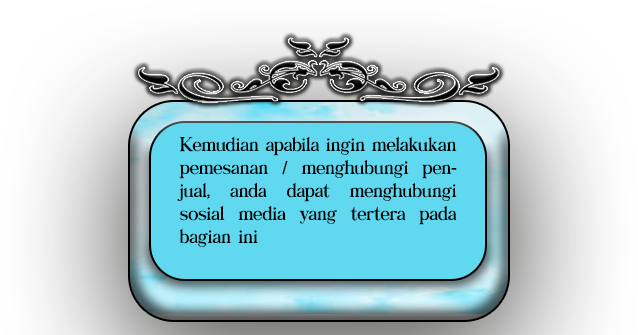 Kemudian apabila ingin melakukan
pemesanan / menghubungi pen-
jual, anda dapat menghubungi
sosial media yang tertera pada
bagian ini